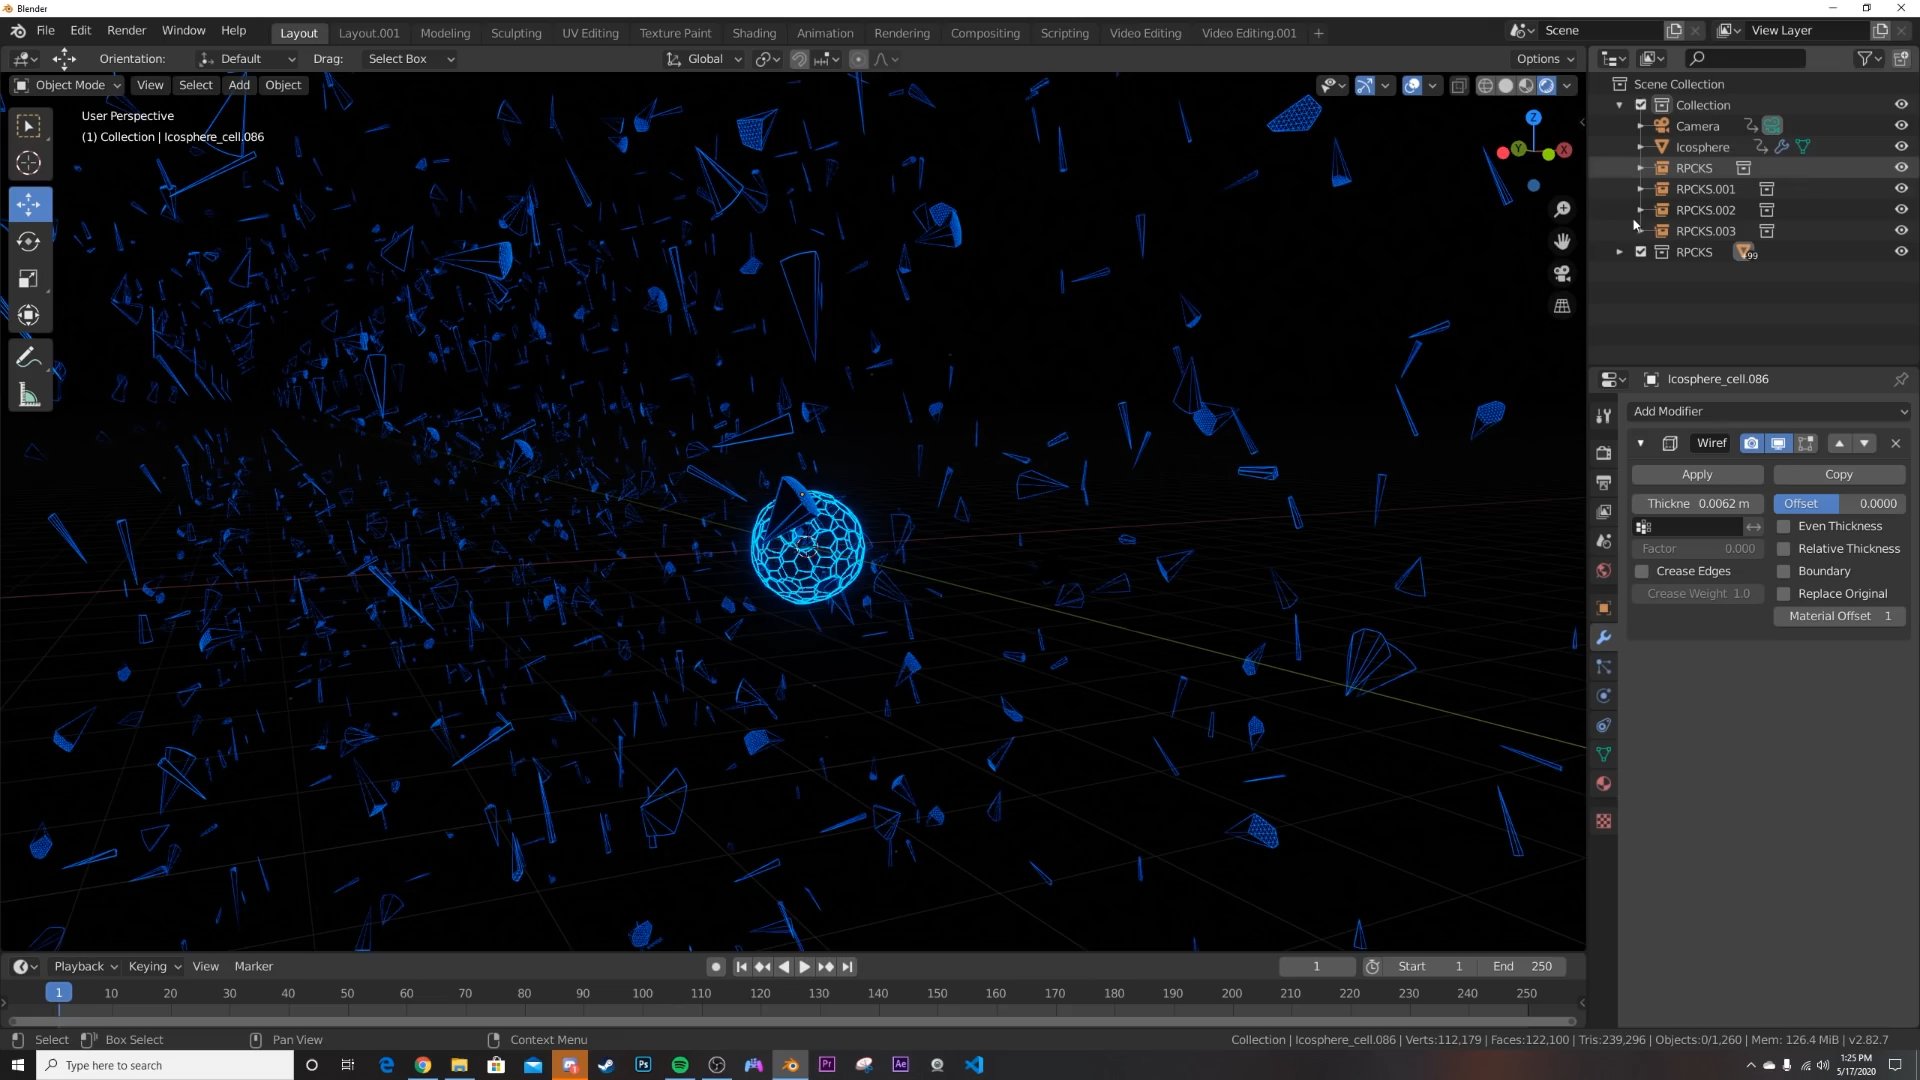 Blender
File Edit Render Window Help Layout Layout.001 Modeling Sculpting UV Editing Texture Paint Shading Animation Rendering Compositing Scripting Video Editing Video Editing.001 + Scene View Layer
Orientation: Default Drag: Select Box Global Options
Object Mode View Select Add Object
User Perspective
(1) Collection | Icosphere_cell.086
Z
Y
X
Scene Collection
Collection
Camera
Icosphere
RPCKS
RPCKS.001
RPCKS.002
RPCKS.003
RPCKS +99
Icosphere_cell.086
Add Modifier
Wiref
Apply Copy
Thickne 0.0062 m Offset 0.0000
Even Thickness
Factor 0.000 Relative Thickness
Crease Edges Boundary
Crease Weight 1.0 Replace Original
Material Offset 1
Playback Keying View Marker 1 Start 1 End 250
1 10 20 30 40 50 60 70 80 90 100 110 120 130 140 150 160 170 180 190 200 210 220 230 240 250
Select Box Select Pan View Context Menu Collection | Icosphere_cell.086 | Verts:112,179 | Faces:122,100 | Tris:239,296 | Objects:0/1,260 | Mem: 126.4 MiB | v2.82.7
Type here to search Ps Pr Ae 1:25 PM
5/17/2020